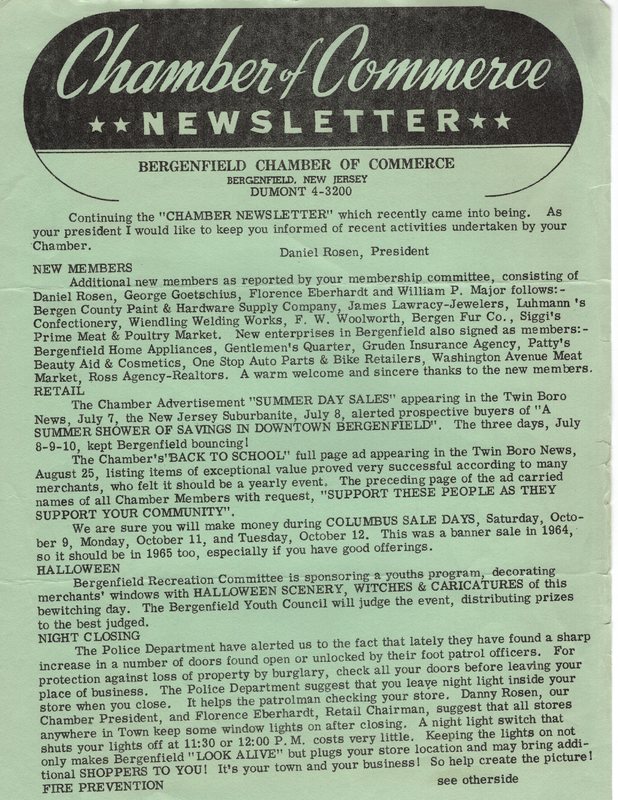 Chamber of Commerce
★★NEWSLETTER★★
BERGENFIELD CHAMBER OF COMMERCE
BERGENFIELD, NEW JERSEY
DUMONT 4-3200
Continuing the "CHAMBER NEWSLETTER" which recently came into being. As
your president I would like to keep you informed of recent activities undertaken by your
Chamber.
Daniel Rosen, President
NEW MEMBERS
Additional new members as reported by your membership committee, consisting of
Daniel Rosen, George Goetschius, Florence Eberhardt and William P. Major follows:-
Bergen County Paint & Hardware Supply Company, James Lawracy-Jewelers, Luhmann's
Confectionery, Wiendling Welding Works, F. W. Woolworth, Bergen Fur Co., Siggi's
Prime Meat & Poultry Market. New enterprises in Bergenfield also signed as members:-
Bergenfield Home Appliances, Gentlemen's Quarter, Gruden Insurance Agency, Patty's
Beauty Aid & Cosmetics, One Stop Auto Parts & Bike Retailers, Washington Avenue Meat
Market, Ross Agency-Realtors. A warm welcome and sincere thanks to the new members.
RETAIL
The Chamber Advertisement "SUMMER DAY SALES" appearing in the Twin Boro
News, July 7, the New Jersey Suburbanite, July 8, alerted prospective buyers of "A
SUMMER SHOWER OF SAVINGS IN DOWNTOWN BERGENFIELD". The three days, July
8-9-10, kept Bergenfield bouncing!
The Chamber's'BACK TO SCHOOL" full page ad appearing in the Twin Boro News,
August 25, listing items of exceptional value proved very successful according to many
merchants, who felt it should be a yearly event. The preceding page of the ad carried
names of all Chamber Members with request, "SUPPORT THESE PEOPLE AS THEY
SUPPORT YOUR COMMUNITY".
We are sure you will make money during COLUMBUS SALE DAYS, Saturday, Octo-
ber 9, Monday, October 11, and Tuesday, October 12. This was a banner sale in 1964,
so it should be in 1965 too, especially if you have good offerings.
HALLOWEEN
Bergenfield Recreation Committee is sponsoring a youths program, decorating
merchants' windows with HALLOWEEN SCENERY, WITCHES & CARICATURES of this
bewitching day. The Bergenfield Youth Council will judge the event, distributing prizes
to the best judged.
NIGHT CLOSING
The Police Department have alerted us to the fact that lately they have found a sharp
increase in a number of doors found open or unlocked by their foot patrol officers. For
protection against loss of property by burglary, check all your doors before leaving your
place of business. The Police Department suggest that you leave night light inside your
store when you close. It helps the patrolman checking your store. Danny Rosen, our
Chamber President, and Florence Eberhardt, Retail Chairman, suggest that all stores
anywhere in Town keep some window lights on after closing. A night light switch that
shuts your lights off at 11:30 or 12:00 P.M. costs very little. Keeping the lights on not
only makes Bergenfield "LOOK ALIVE" but plugs your store location and may bring addi-
tional SHOPPERS TO YOU! It's your town and your business! So help create the picture!
FIRE PREVENTION
see otherside